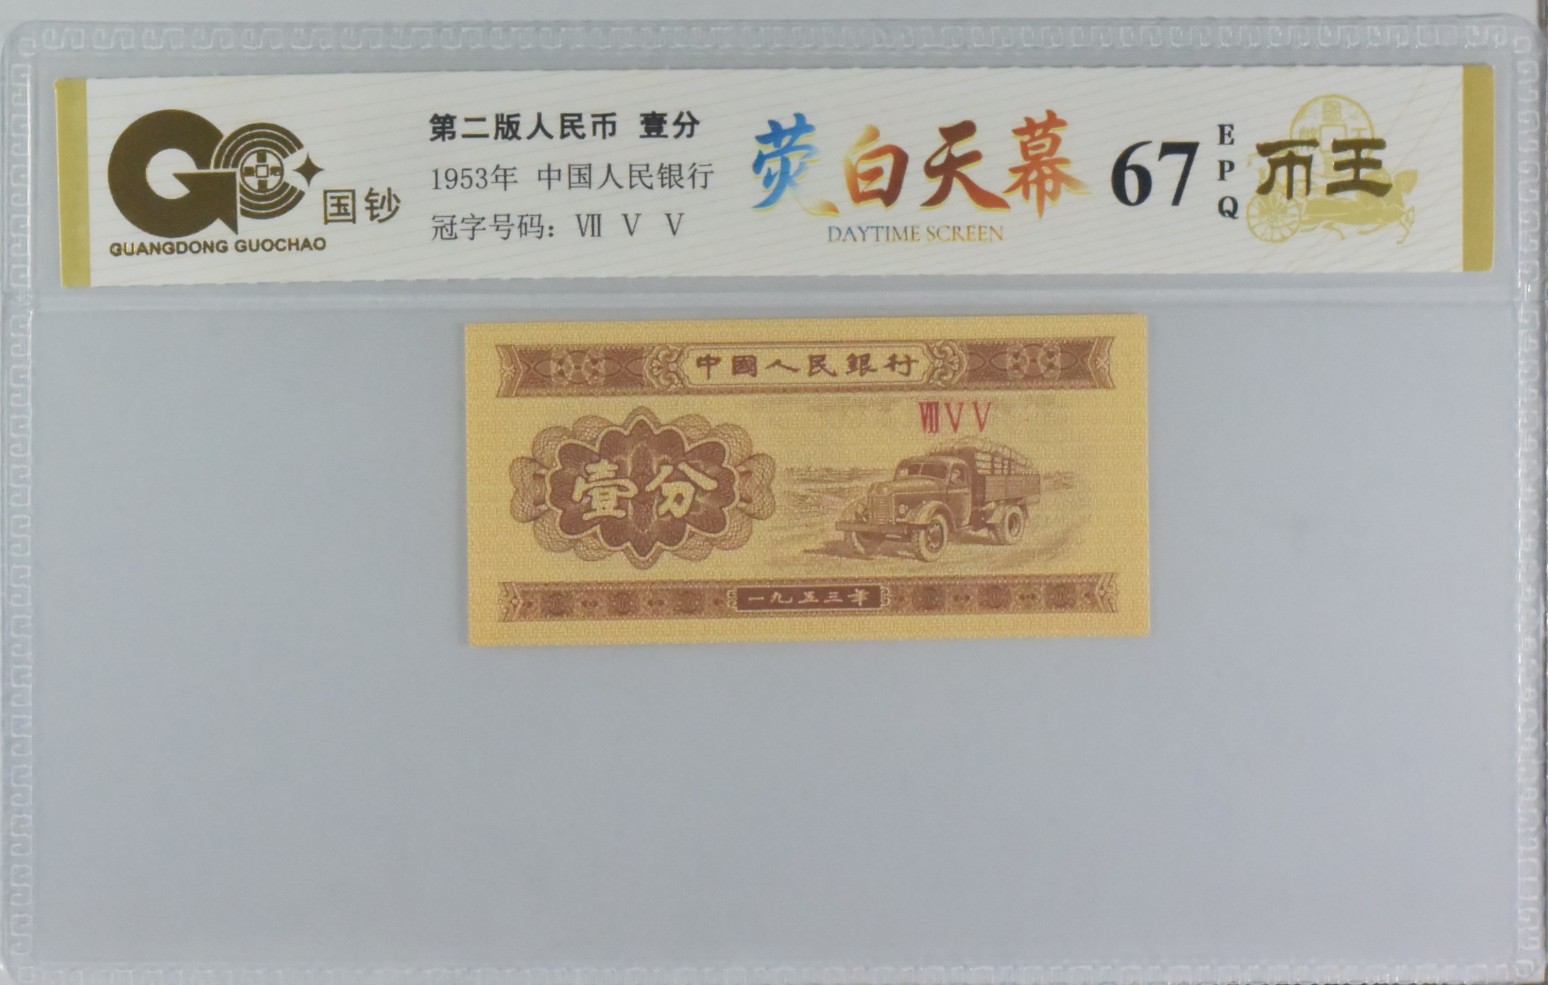 国钞
GUANGDONG GUOCHAO
第二版人民币 壹分
1953年 中国人民银行
冠字号码：Ⅶ Ⅴ Ⅴ
荧白天幕
DAYTIME SCREEN
67
EPQ
币王
中國人民銀行
ⅦⅤⅤ
壹分
一九五三年